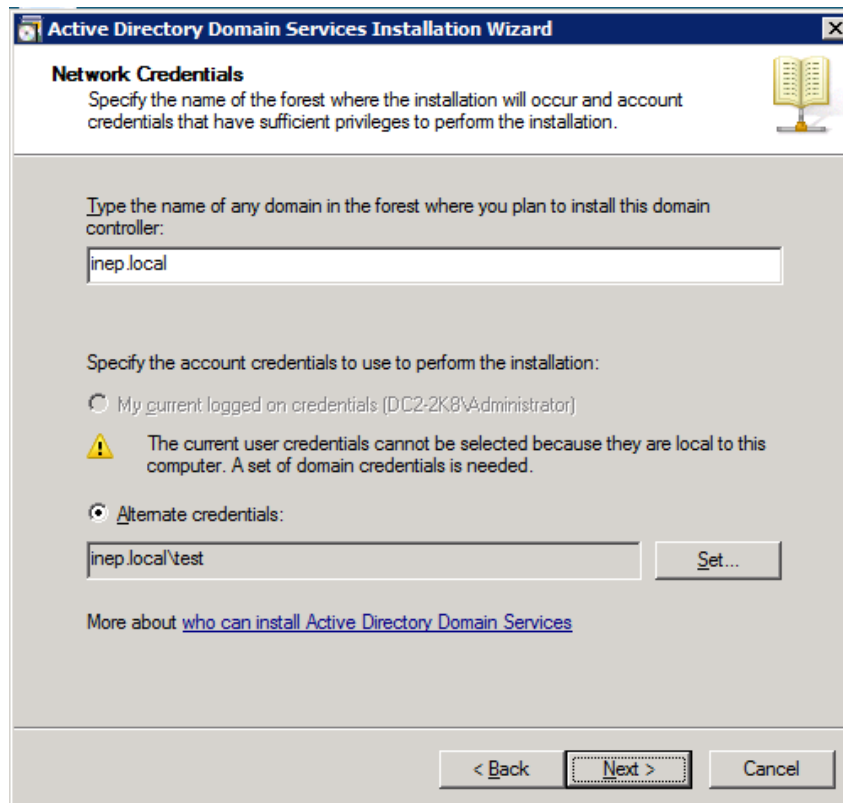 Active Directory Domain Services Installation Wizard
Network Credentials
Specify the name of the forest where the installation will occur and account
credentials that have sufficient privileges to perform the installation.
Type the name of any domain in the forest where you plan to install this domain
controller:
inep.local
Specify the account credentials to use to perform the installation:
My current logged on credentials (DC2-2K8\Administrator)
The current user credentials cannot be selected because they are local to this
computer. A set of domain credentials is needed.
Alternate credentials:
inep.local\test
Set...
More about who can install Active Directory Domain Services
< Back
Next >
Cancel